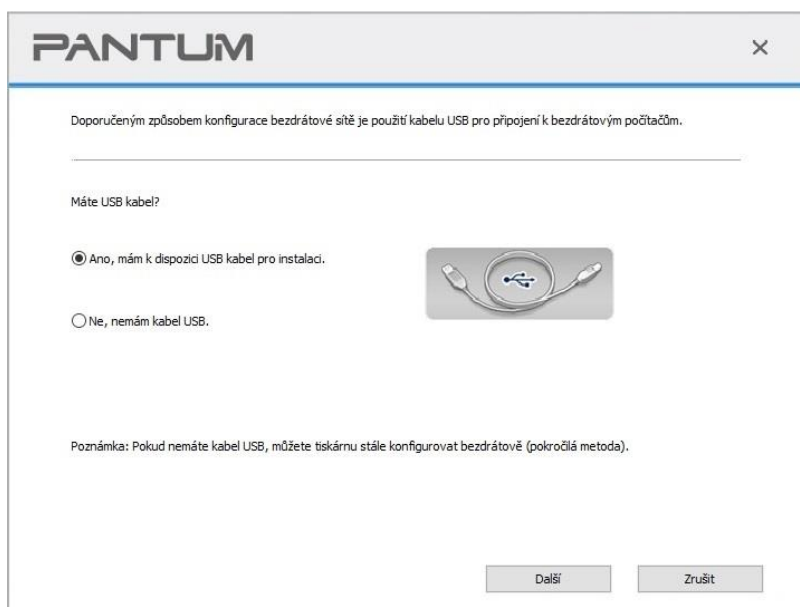 PANTUM
Doporučeným způsobem konfigurace bezdrátové sítě je použití kabelu USB pro připojení k bezdrátovým počítačům.
Máte USB kabel?
Ano, mám k dispozici USB kabel pro instalaci.
Ne, nemám kabel USB.
Poznámka: Pokud nemáte kabel USB, můžete tiskárnu stále konfigurovat bezdrátově (pokročilá metoda).
Další
Zrušit